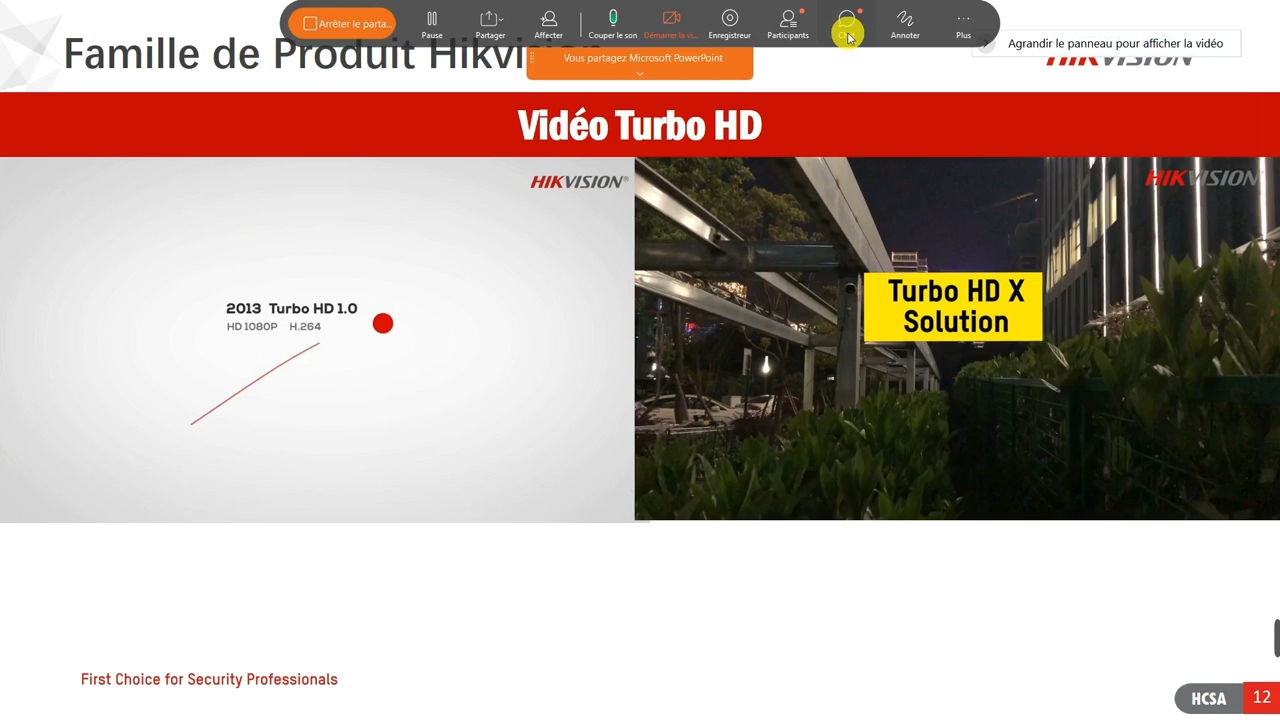 Arrêter le parta...
Pause
Partager
Affecter
Couper le son
Démarrer la vi...
Enregistreur
Participants
Annoter
Plus
Agrandir le panneau pour afficher la vidéo
Vous partagez Microsoft PowerPoint
Famille de Produit Hikvision
HIKVISION
Vidéo Turbo HD
HIKVISION®
2013 Turbo HD 1.0
HD 1080P H.264
HIKVISION
Turbo HD X
Solution
First Choice for Security Professionals
HCSA
12